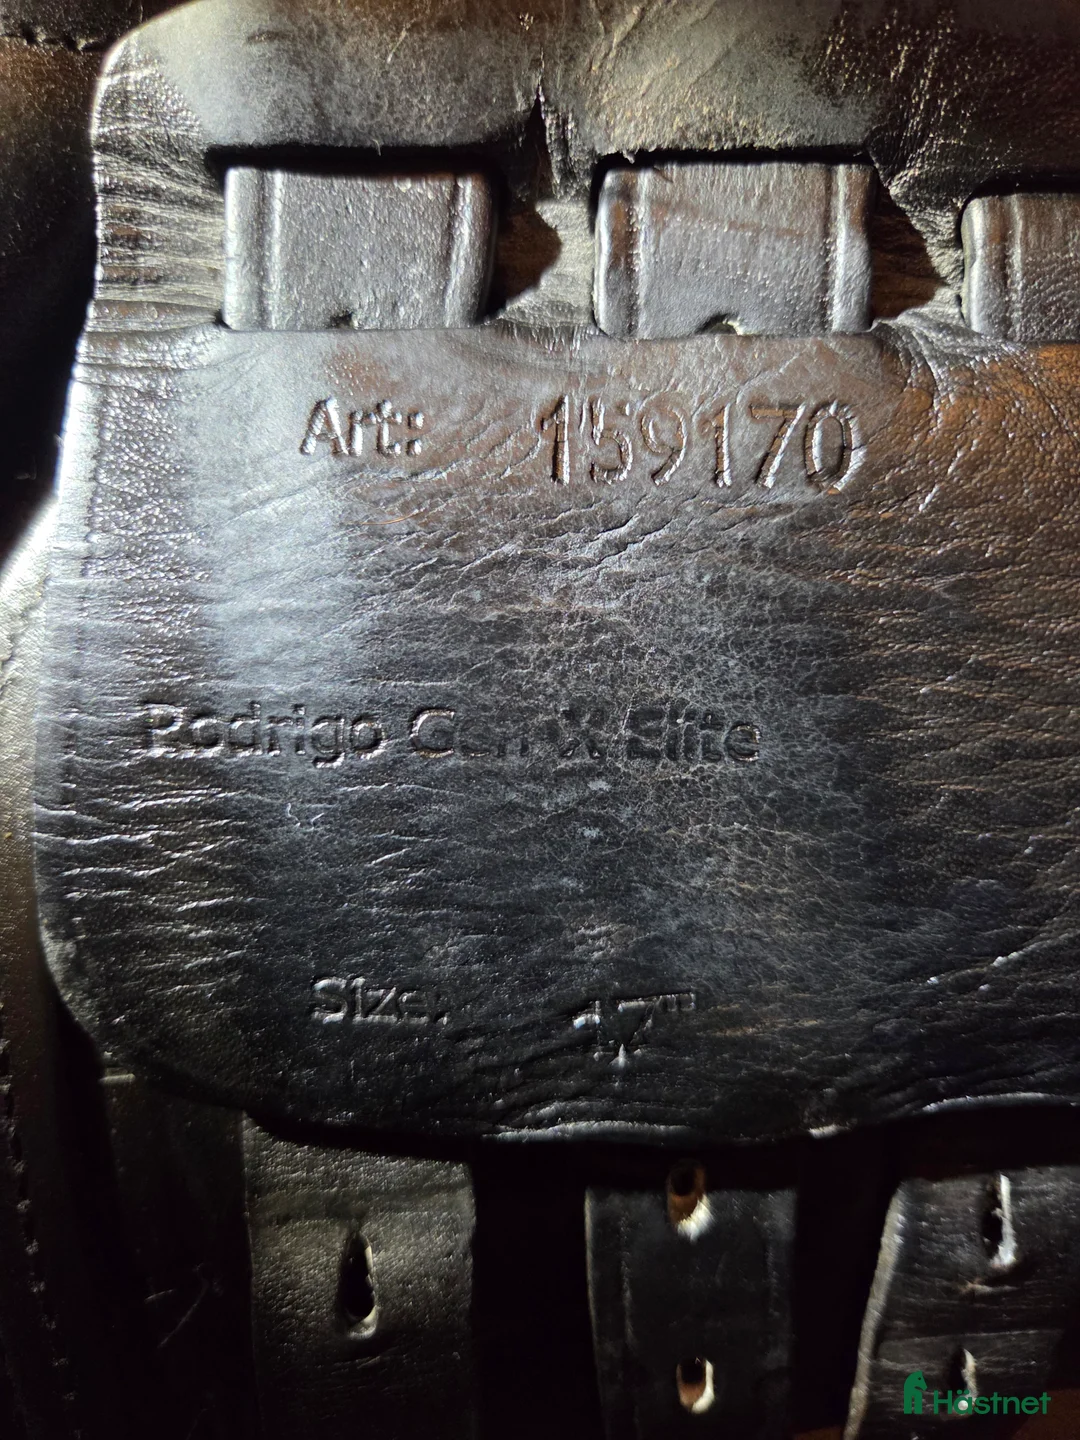 Art: 159170
Rodrigo Gen X Elite
Size: 17"
Hästnet